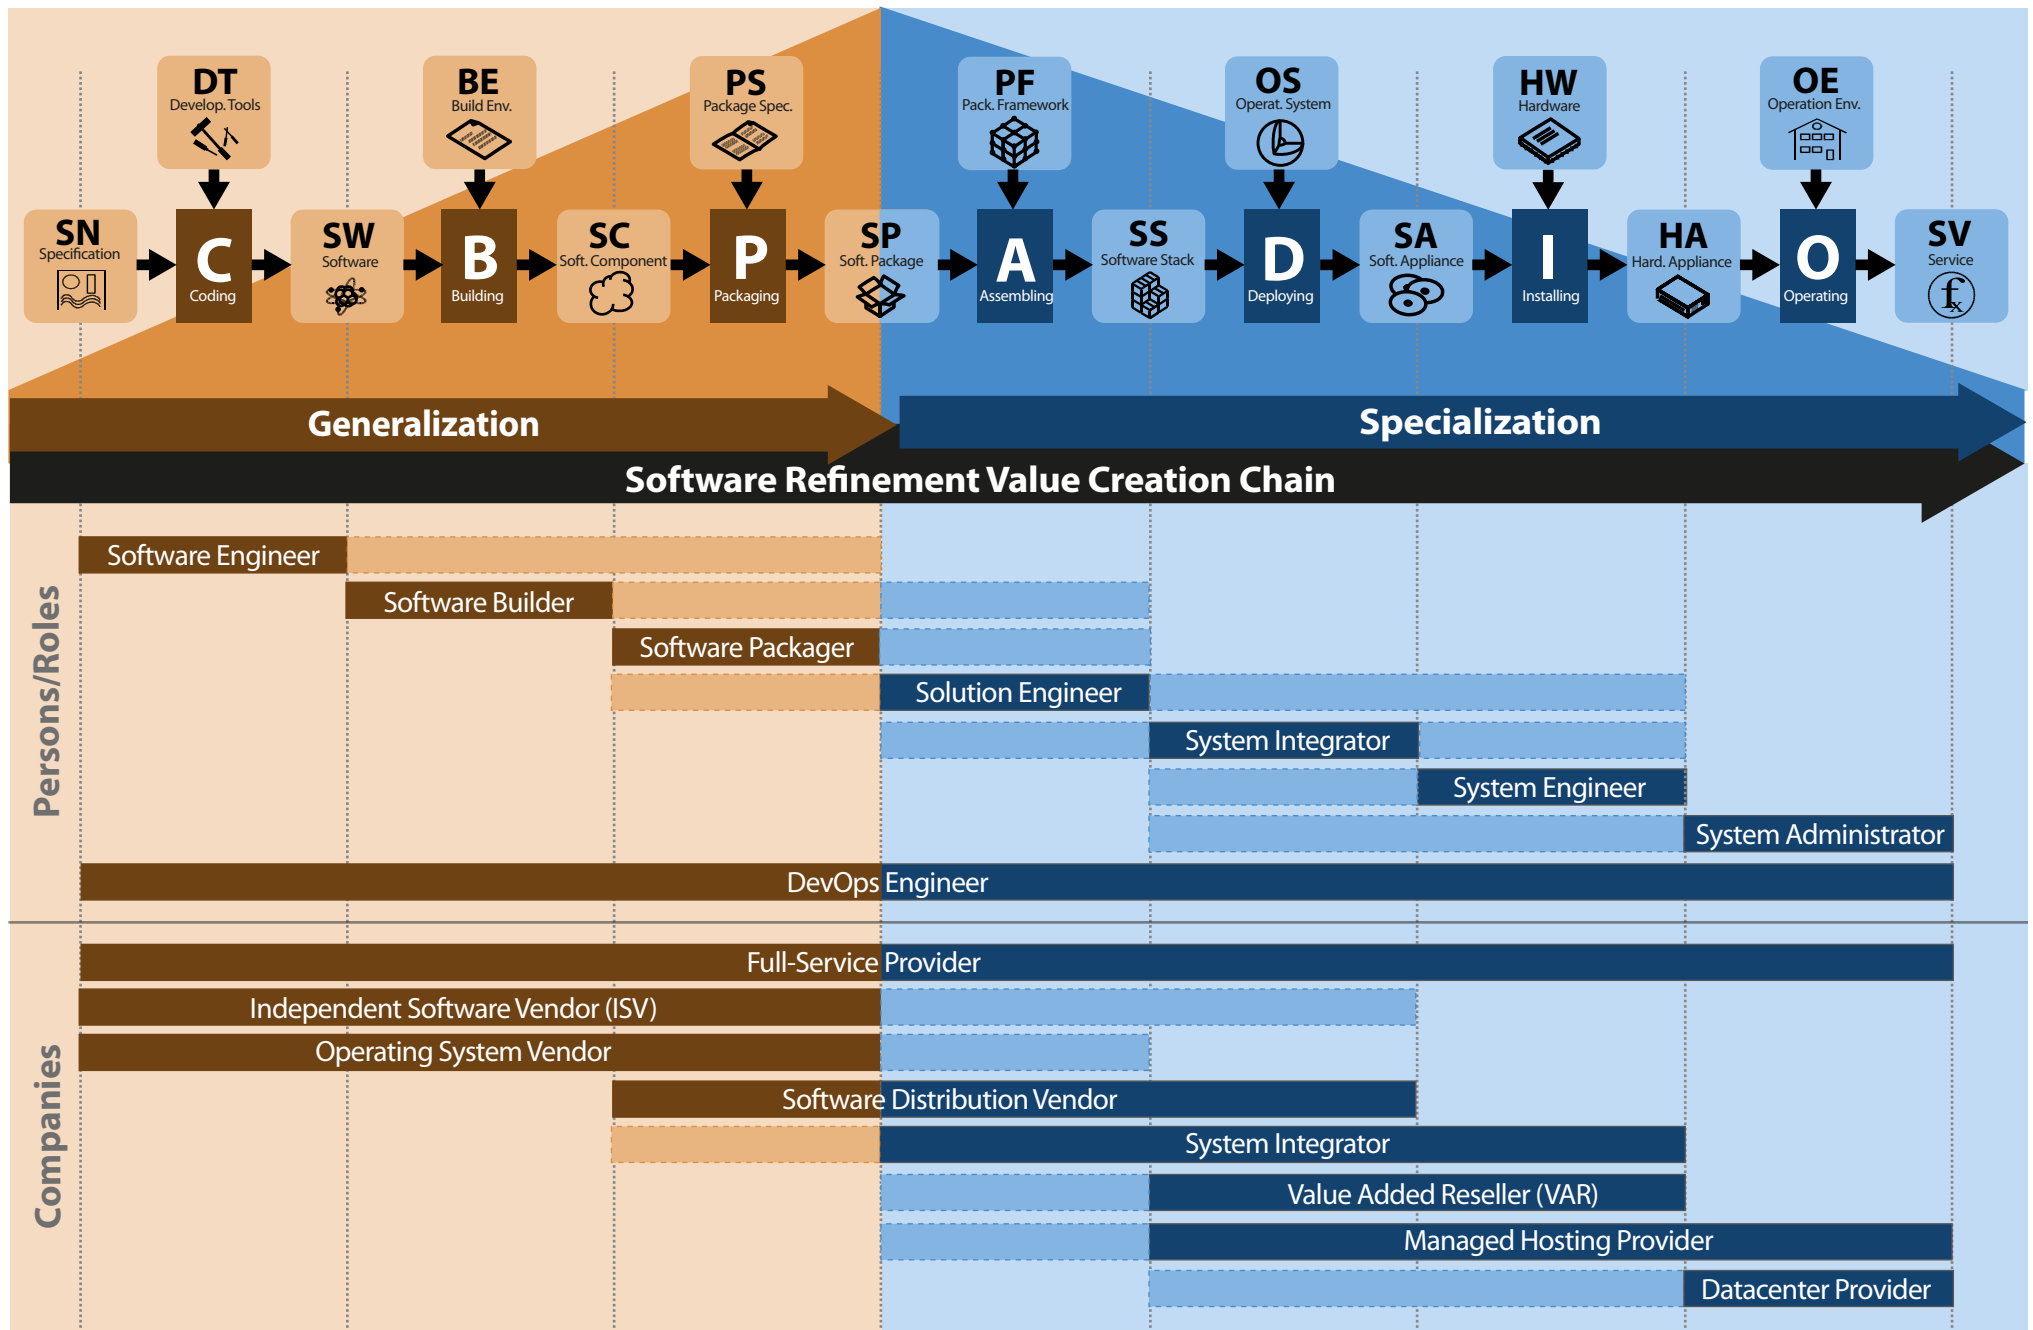 DT
Develop. Tools
BE
Build Env.
PS
Package Spec.
PF
Pack. Framework
OS
Operat. System
HW
Hardware
OE
Operation Env.
SN
Specification
C
Coding
SW
Software
B
Building
SC
Soft. Component
P
Packaging
SP
Soft. Package
A
Assembling
SS
Software Stack
D
Deploying
SA
Soft. Appliance
I
Installing
HA
Hard. Appliance
O
Operating
SV
Service
fx
Generalization
Specialization
Software Refinement Value Creation Chain
Persons/Roles
Software Engineer
Software Builder
Software Packager
Solution Engineer
System Integrator
System Engineer
System Administrator
DevOps Engineer
Companies
Full-Service Provider
Independent Software Vendor (ISV)
Operating System Vendor
Software Distribution Vendor
System Integrator
Value Added Reseller (VAR)
Managed Hosting Provider
Datacenter Provider